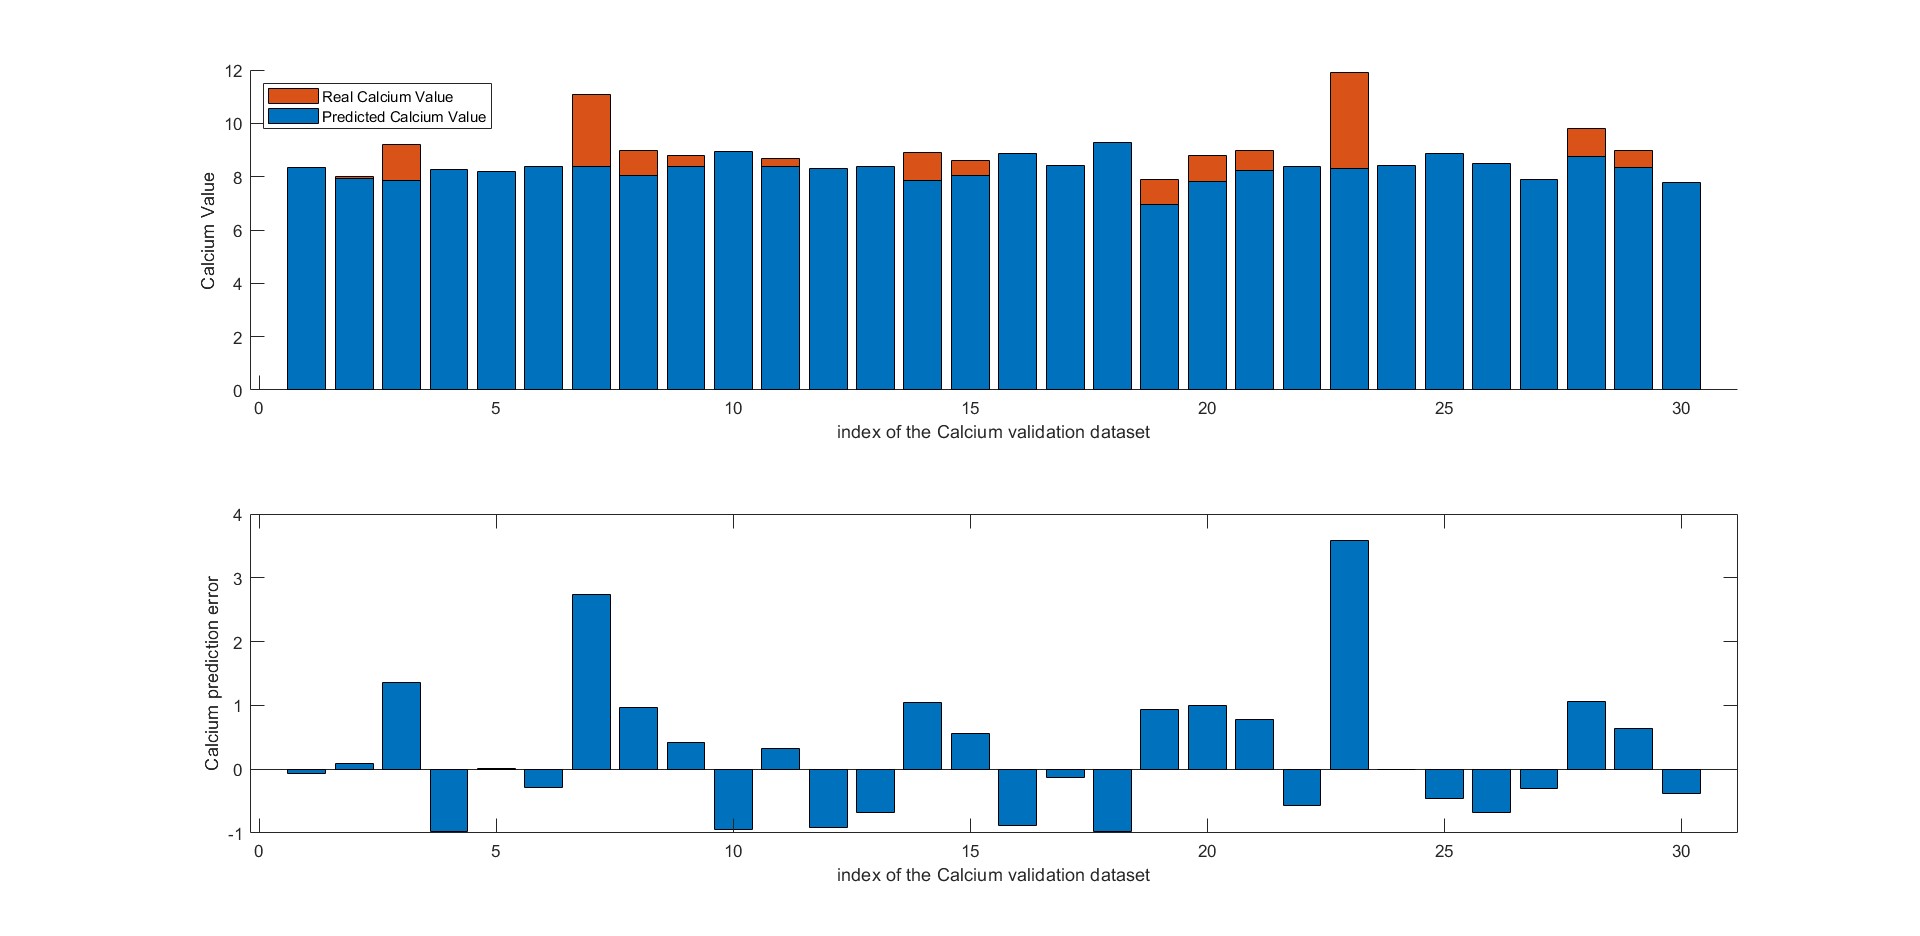 12
10
8
6
4
2
0
Real Calcium Value
Predicted Calcium Value
Calcium Value
0 5 10 15 20 25 30
index of the Calcium validation dataset
4
3
2
1
0
-1
Calcium prediction error
0 5 10 15 20 25 30
index of the Calcium validation dataset